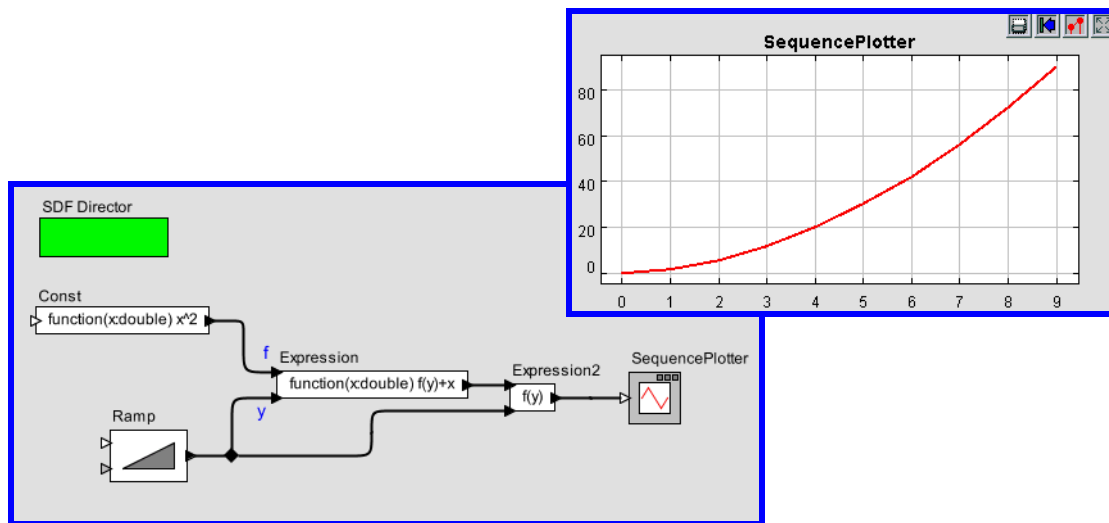 SequencePlotter
80
60
40
20
0
0 1 2 3 4 5 6 7 8 9
SDF Director
Const
function(x:double) x^2
f
Expression
function(x:double) f(y)+x
y
Ramp
Expression2
f(y)
SequencePlotter